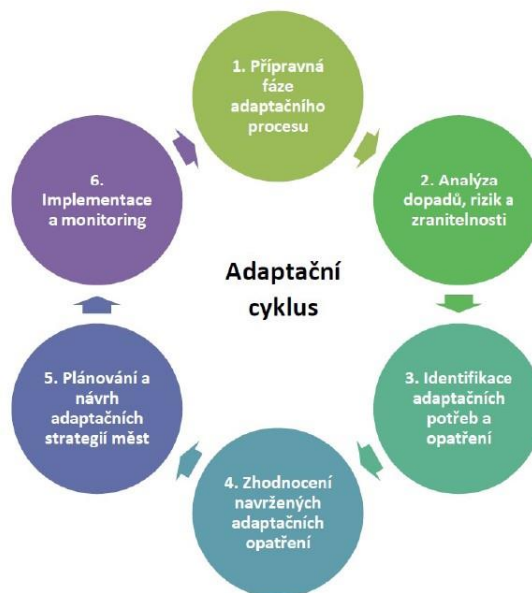 1. Přípravná
fáze
adaptačního
procesu
2. Analýza
dopadů, rizik a
zranitelnosti
3. Identifikace
adaptačních
potřeb a
opatření
4. Zhodnocení
navržených
adaptačních
opatření
5. Plánování a
návrh
adaptačních
strategií měst
6.
Implementace
a monitoring
Adaptační
cyklus